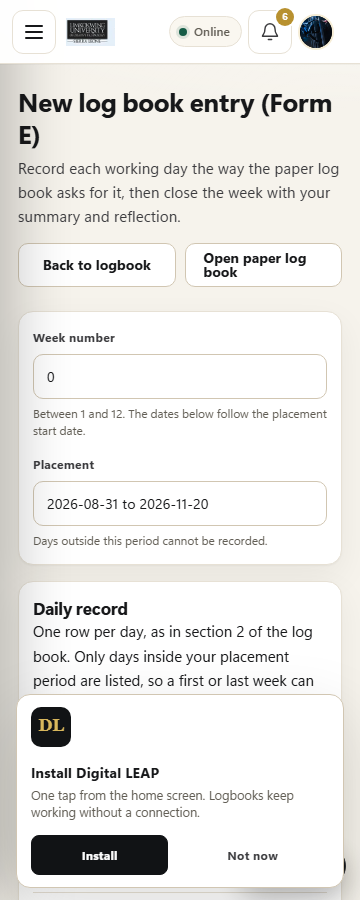 LIMKOKWING
UNIVERSITY
SIERRA LEONE
Online
6
New log book entry (Form
E)
Record each working day the way the paper log
book asks for it, then close the week with your
summary and reflection.
Back to logbook
Open paper log
book
Week number
0
Between 1 and 12. The dates below follow the placement
start date.
Placement
2026-08-31 to 2026-11-20
Days outside this period cannot be recorded.
Daily record
One row per day, as in section 2 of the log
book. Only days inside your placement
period are listed, so a first or last week can
DL
Install Digital LEAP
One tap from the home screen. Logbooks keep
working without a connection.
Install
Not now